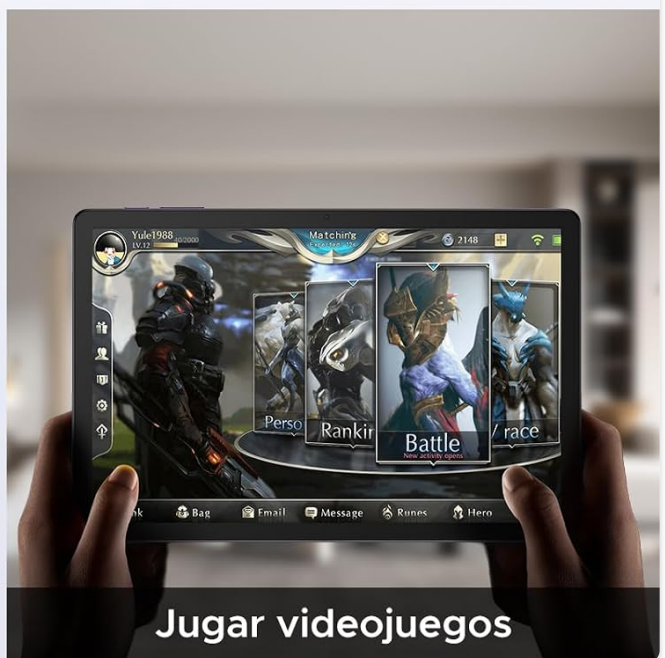 Yule1988
LV.12
Matching
2148
Perso
Rankin
Battle
New activity opens
/ race
Bag
Email
Message
Runes
Hero
Jugar videojuegos